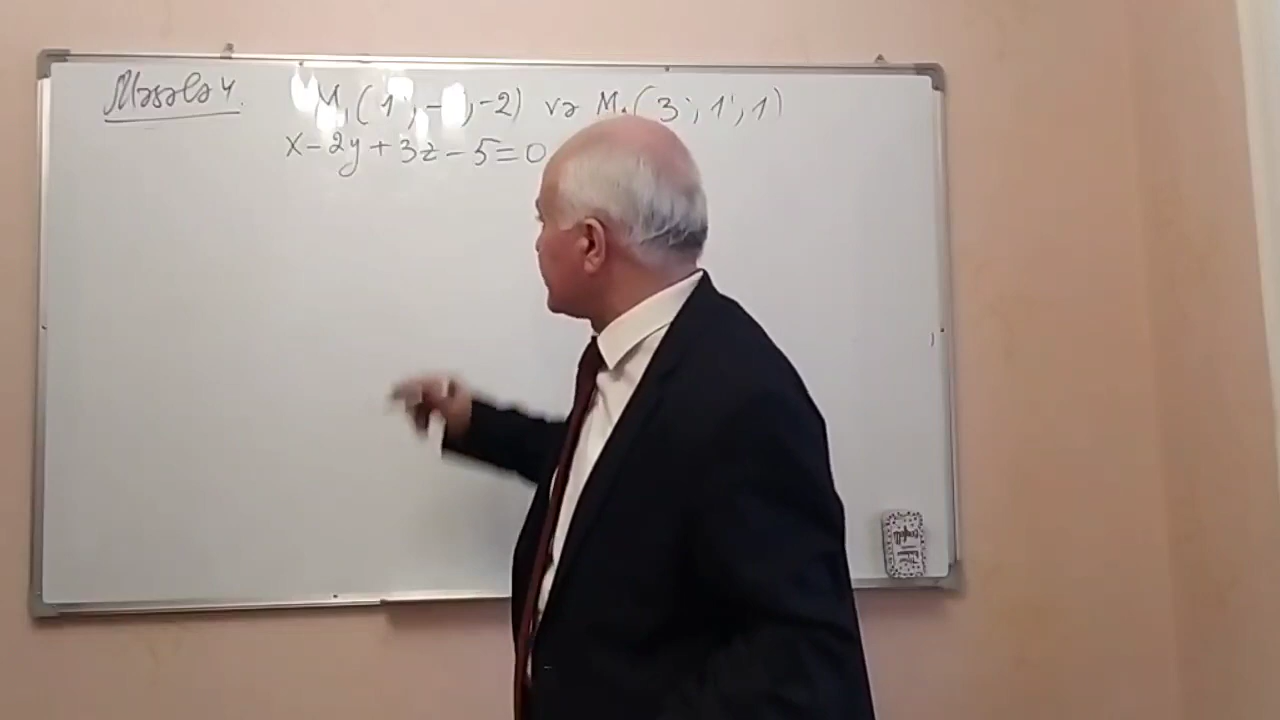 Məsələ 4.
M₁(1; - ; -2) və M₂(3; 1; 1)
x - 2y + 3z - 5 = 0